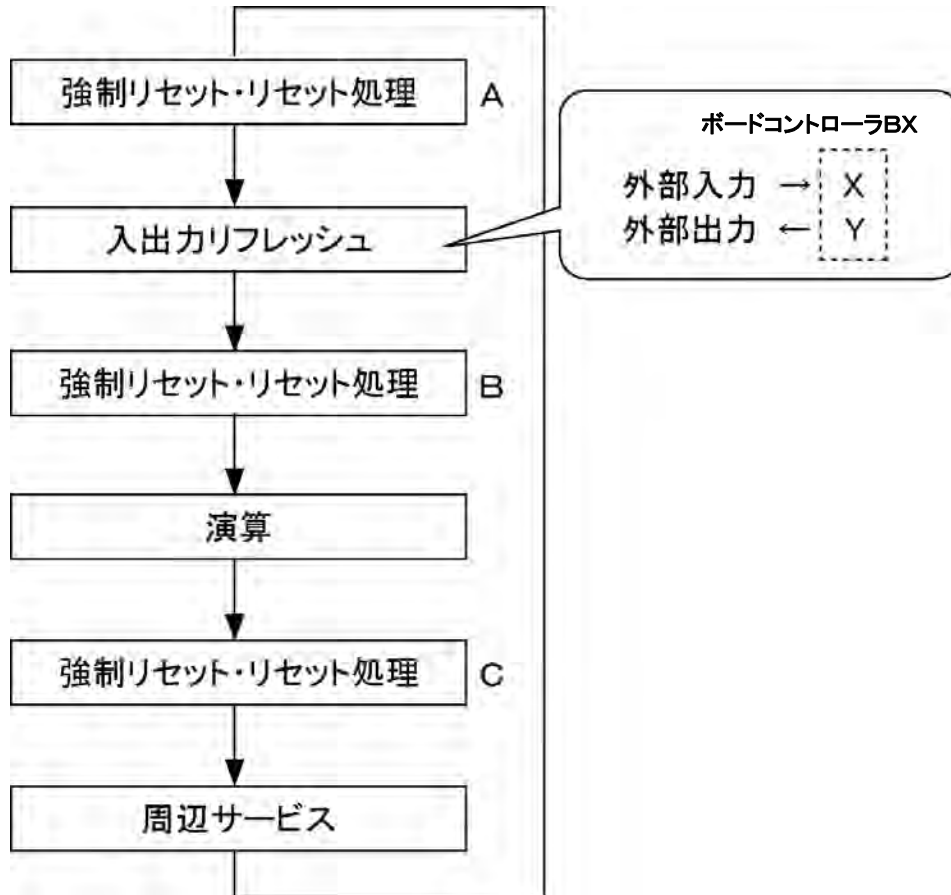 強制リセット・リセット処理 A
ボードコントローラBX
外部入力 → X
外部出力 ← Y
入出力リフレッシュ
強制リセット・リセット処理 B
演算
強制リセット・リセット処理 C
周辺サービス